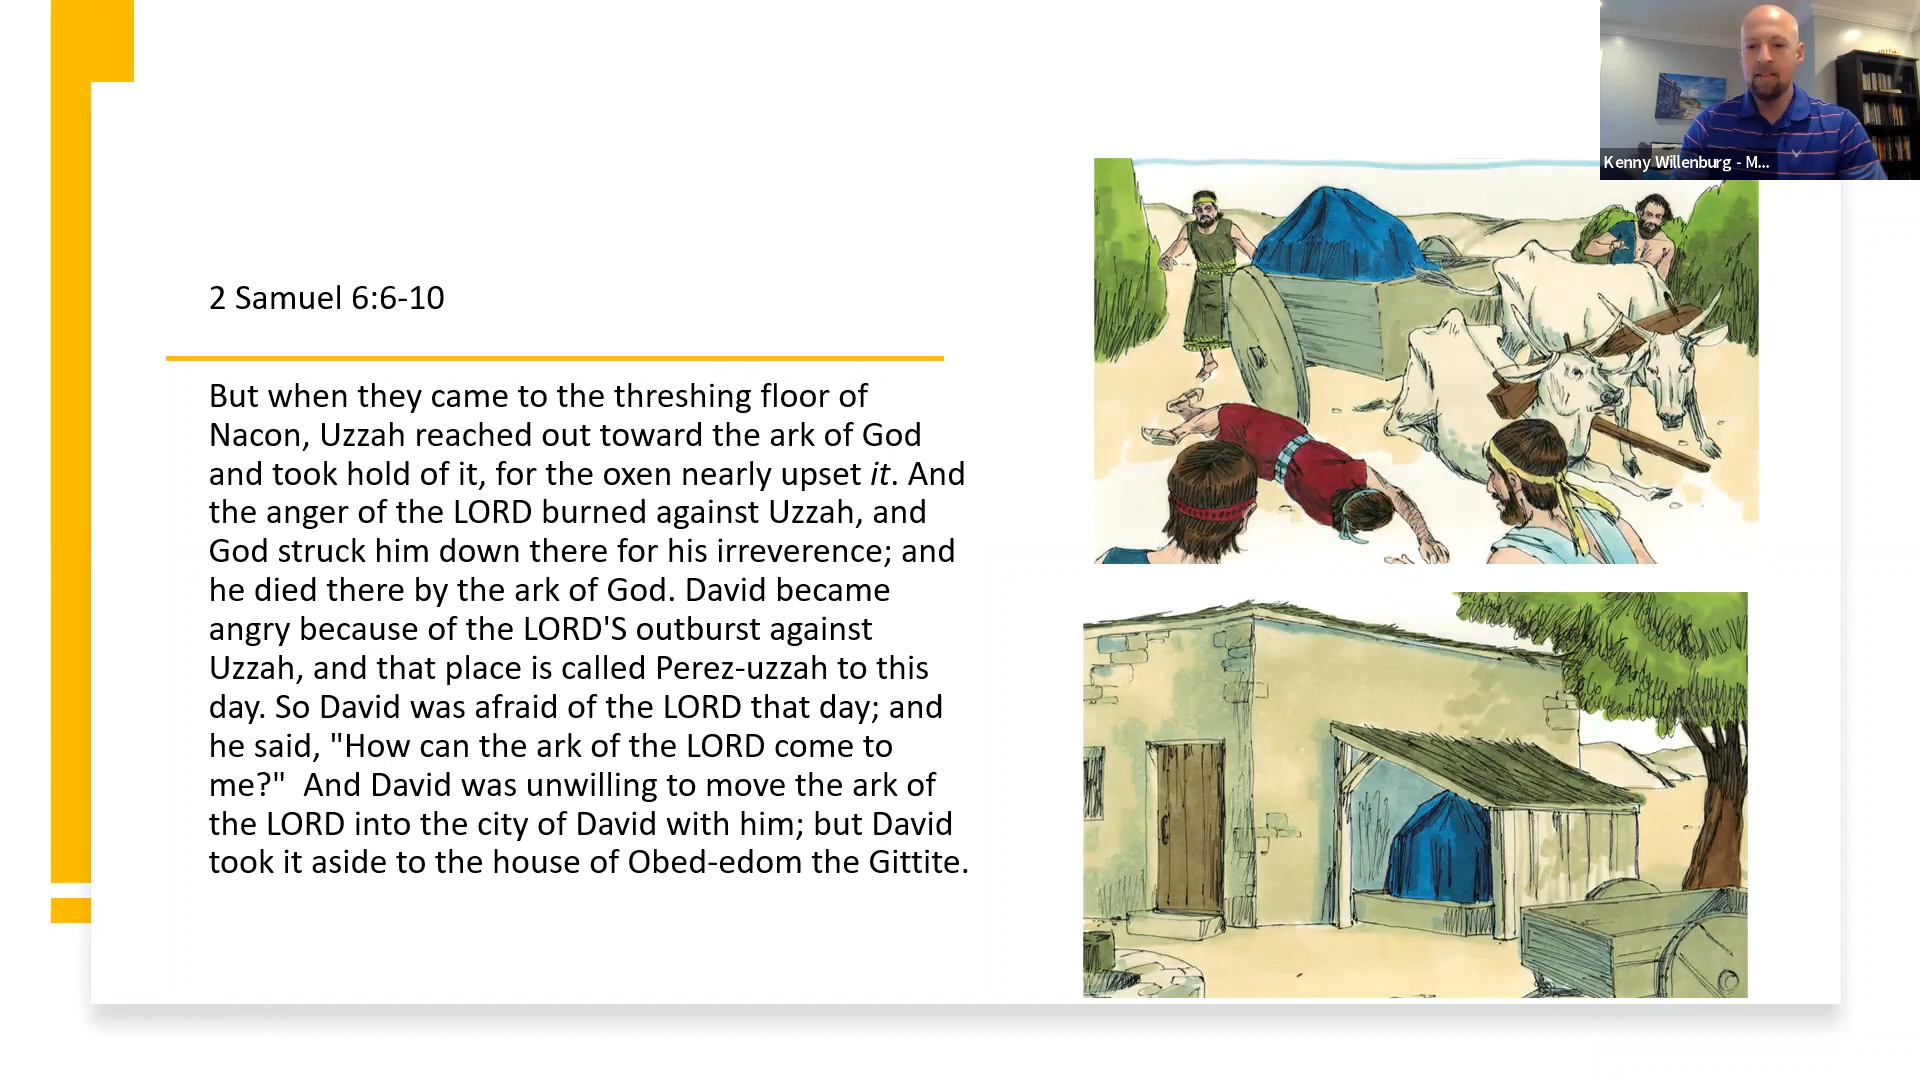 Kenny Willenburg - M...
2 Samuel 6:6-10
But when they came to the threshing floor of
Nacon, Uzzah reached out toward the ark of God
and took hold of it, for the oxen nearly upset it. And
the anger of the LORD burned against Uzzah, and
God struck him down there for his irreverence; and
he died there by the ark of God. David became
angry because of the LORD'S outburst against
Uzzah, and that place is called Perez-uzzah to this
day. So David was afraid of the LORD that day; and
he said, "How can the ark of the LORD come to
me?"  And David was unwilling to move the ark of
the LORD into the city of David with him; but David
took it aside to the house of Obed-edom the Gittite.